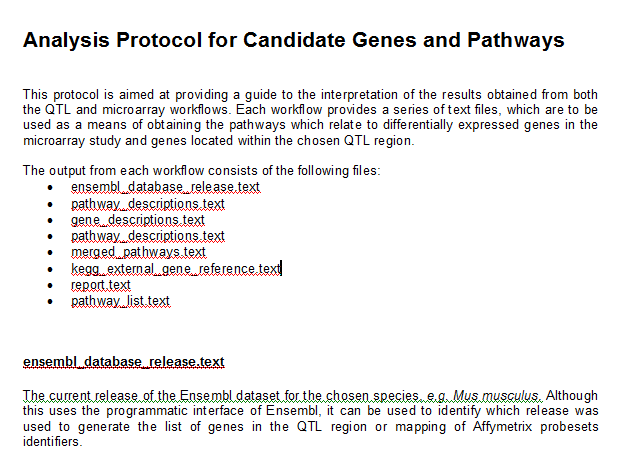 Analysis Protocol for Candidate Genes and Pathways
This protocol is aimed at providing a guide to the interpretation of the results obtained from both
the QTL and microarray workflows. Each workflow provides a series of text files, which are to be
used as a means of obtaining the pathways which relate to differentially expressed genes in the
microarray study and genes located within the chosen QTL region.
The output from each workflow consists of the following files:
• ensembl_database_release.text
• pathway_descriptions.text
• gene_descriptions.text
• pathway_descriptions.text
• merged_pathways.text
• kegg_external_gene_reference.text
• report.text
• pathway_list.text
ensembl_database_release.text
The current release of the Ensembl dataset for the chosen species, e.g. Mus musculus. Although
this uses the programmatic interface of Ensembl, it can be used to identify which release was
used to generate the list of genes in the QTL region or mapping of Affymetrix probesets
identifiers.